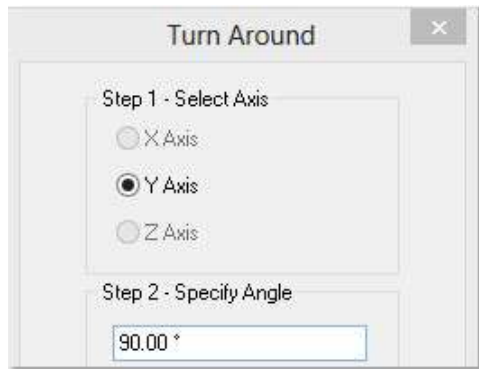 Turn Around
Step 1 - Select Axis
X Axis
Y Axis
Z Axis
Step 2 - Specify Angle
90.00 °